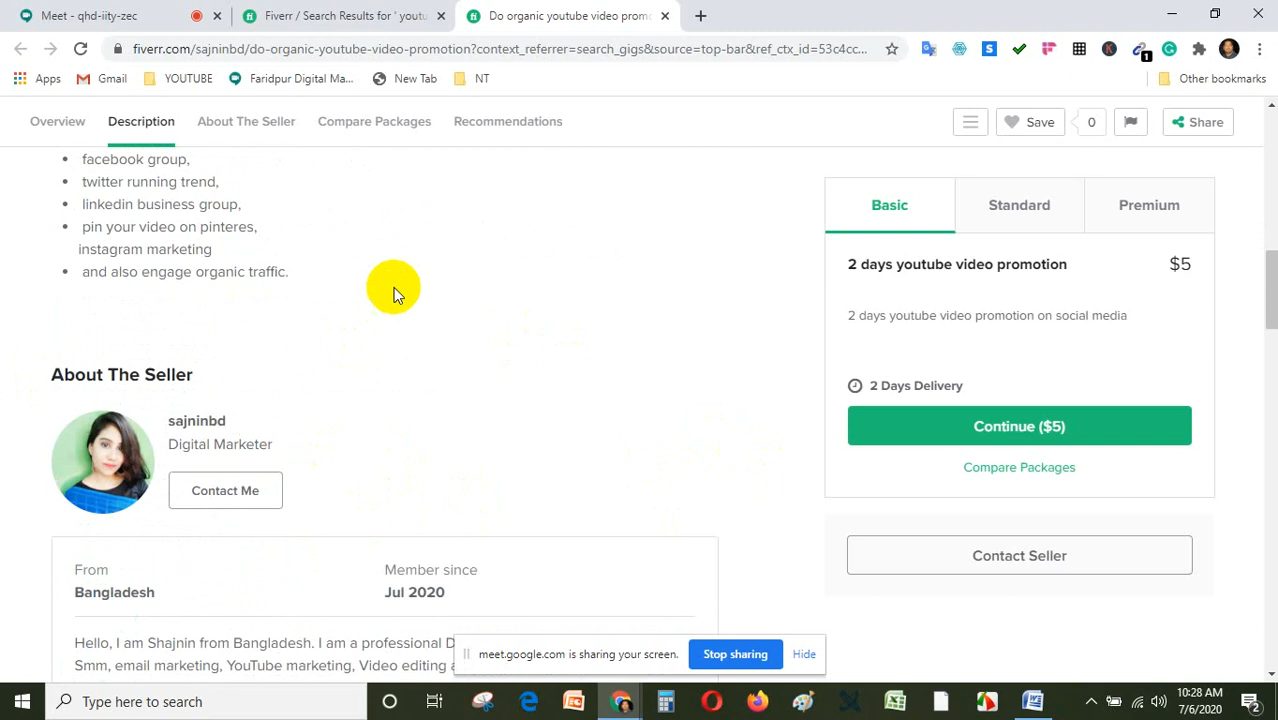 Meet - qhd-iity-zec
Fiverr / Search Results for ' youtu
Do organic youtube video promo
fiverr.com/sajninbd/do-organic-youtube-video-promotion?context_referrer=search_gigs&source=top-bar&ref_ctx_id=53c4cc...
1
Apps
Gmail
YOUTUBE
Faridpur Digital Ma...
New Tab
NT
Other bookmarks
Overview
Description
About The Seller
Compare Packages
Recommendations
Save
0
Share
facebook group,
twitter running trend,
linkedin business group,
pin your video on pinteres,
instagram marketing
and also engage organic traffic.
Basic
Standard
Premium
2 days youtube video promotion
$5
2 days youtube video promotion on social media
2 Days Delivery
Continue ($5)
Compare Packages
Contact Seller
About The Seller
sajninbd
Digital Marketer
Contact Me
From
Member since
Bangladesh
Jul 2020
Hello, I am Shajnin from Bangladesh. I am a professional D
Smm, email marketing, YouTube marketing, Video editing a
meet.google.com is sharing your screen.
Stop sharing
Hide
Type here to search
10:28 AM
7/6/2020
2